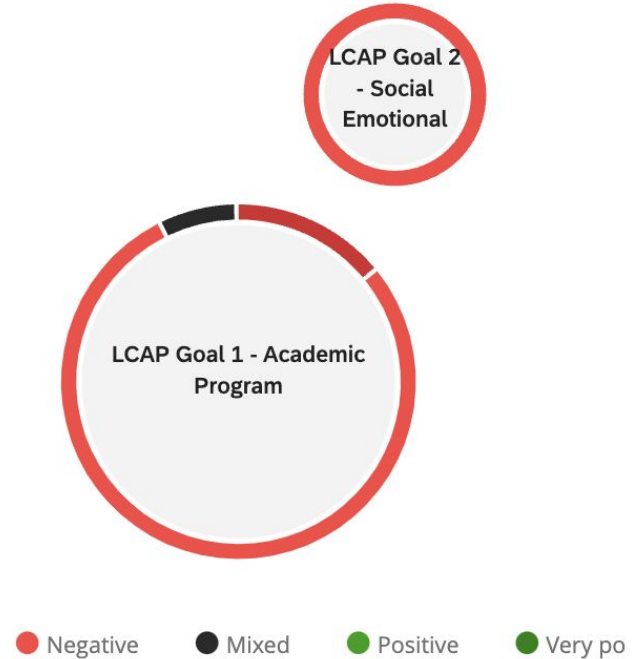 LCAP Goal 2
- Social
Emotional
LCAP Goal 1 - Academic
Program
Negative
Mixed
Positive
Very po